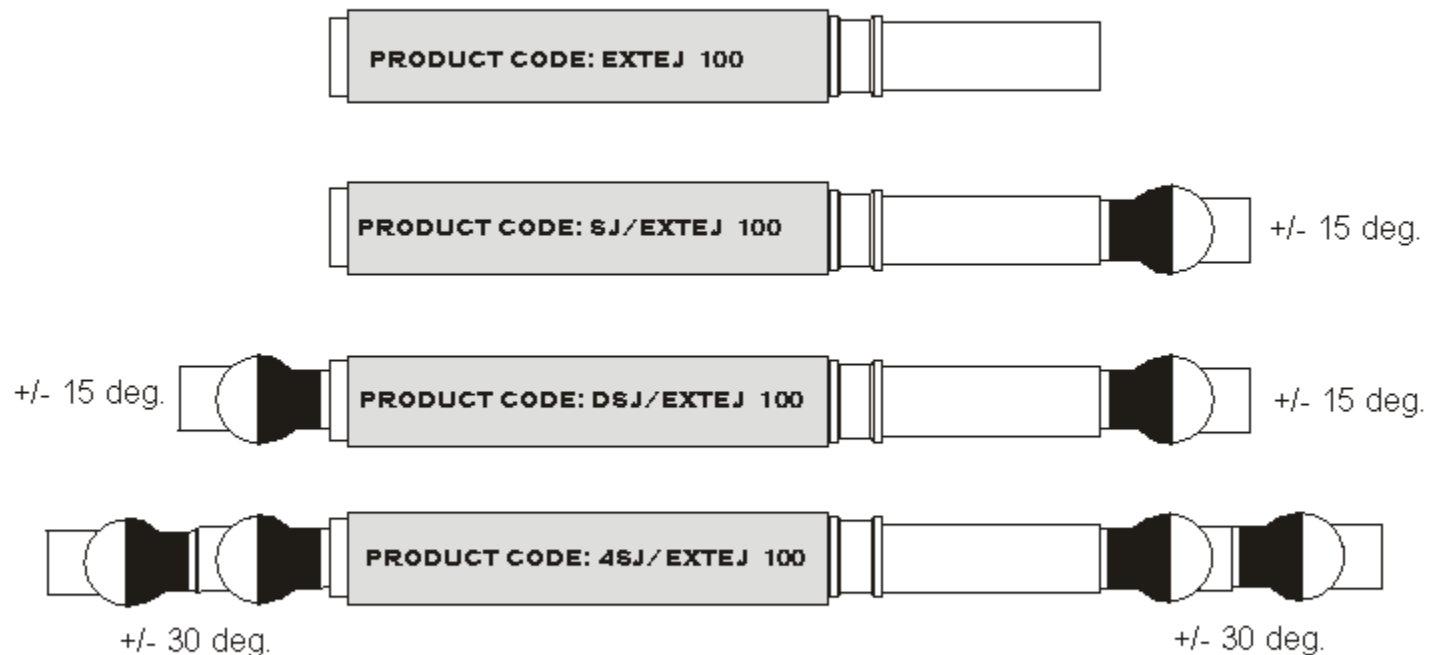 PRODUCT CODE: EXTEJ 100
PRODUCT CODE: SJ/EXTEJ 100
+/- 15 deg.
+/- 15 deg.
PRODUCT CODE: DSJ/EXTEJ 100
+/- 15 deg.
PRODUCT CODE: 4SJ/EXTEJ 100
+/- 30 deg.
+/- 30 deg.